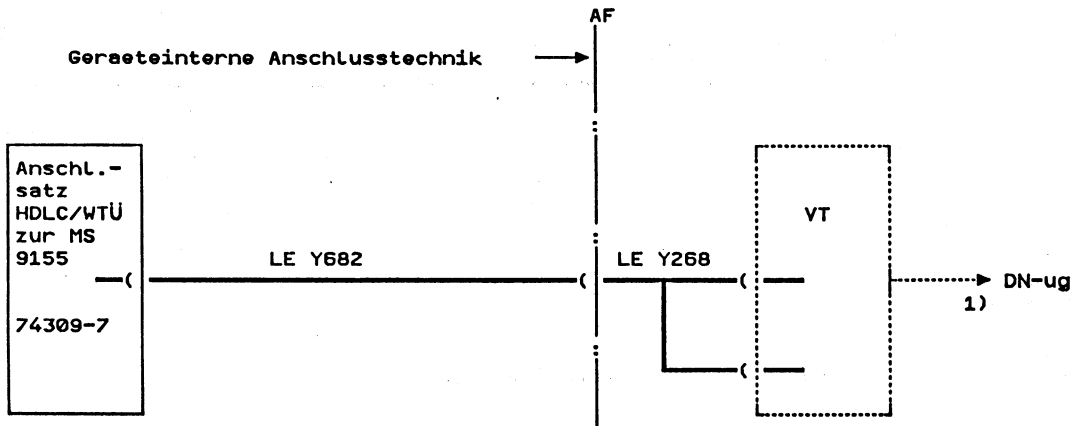 AF
Geraeteinterne Anschlusstechnik
Anschl.-
satz
HDLC/WTÜ
zur MS
9155
74309-7
LE Y682
LE Y268
VT
DN-ug
1)